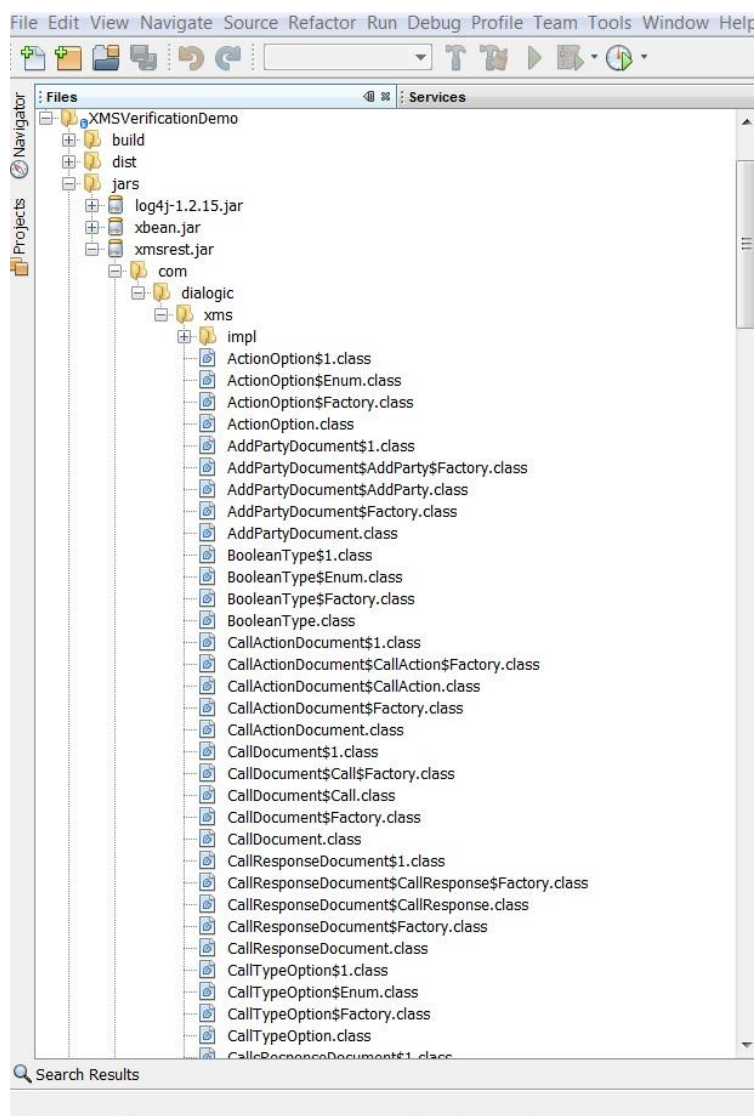 File Edit View Navigate Source Refactor Run Debug Profile Team Tools Window Help
Files
Services
Navigator
Projects
XMSVerificationDemo
build
dist
jars
log4j-1.2.15.jar
xbean.jar
xmsrest.jar
com
dialogic
xms
impl
ActionOption$1.class
ActionOption$Enum.class
ActionOption$Factory.class
ActionOption.class
AddPartyDocument$1.class
AddPartyDocument$AddParty$Factory.class
AddPartyDocument$AddParty.class
AddPartyDocument$Factory.class
AddPartyDocument.class
BooleanType$1.class
BooleanType$Enum.class
BooleanType$Factory.class
BooleanType.class
CallActionDocument$1.class
CallActionDocument$CallAction$Factory.class
CallActionDocument$CallAction.class
CallActionDocument$Factory.class
CallActionDocument.class
CallDocument$1.class
CallDocument$Call$Factory.class
CallDocument$Call.class
CallDocument$Factory.class
CallDocument.class
CallResponseDocument$1.class
CallResponseDocument$CallResponse$Factory.class
CallResponseDocument$CallResponse.class
CallResponseDocument$Factory.class
CallResponseDocument.class
CallTypeOption$1.class
CallTypeOption$Enum.class
CallTypeOption$Factory.class
CallTypeOption.class
CallsResponseDocument$1.class
Search Results